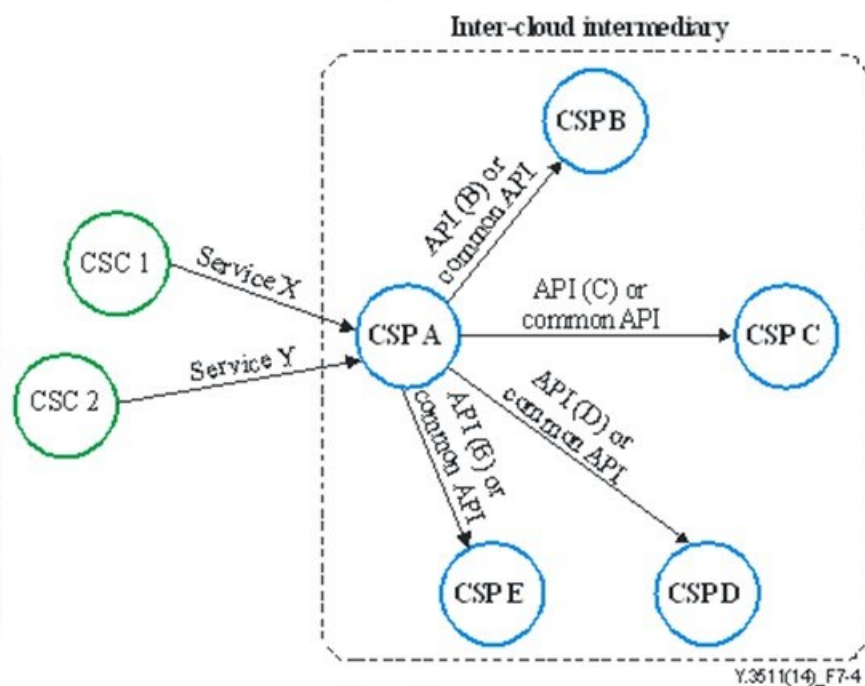 Inter-cloud intermediary
CSP B
API (B) or
common API
CSC 1
Service X
CSP A
API (C) or
common API
CSP C
Service Y
CSC 2
API (D) or
common API
API (E) or
common API
CSP E
CSP D
Y.3511(14)_F7-4